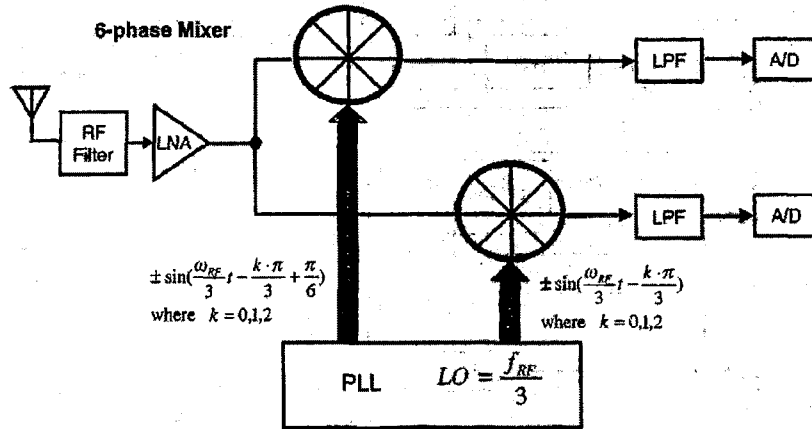 6-phase Mixer
RF
Filter
LNA
LPF
A/D
LPF
A/D
± sin(ω_RF/3 t − k·π/3 + π/6)
where k = 0,1,2
± sin(ω_RF/3 t − k·π/3)
where k = 0,1,2
PLL
LO = f_RF/3